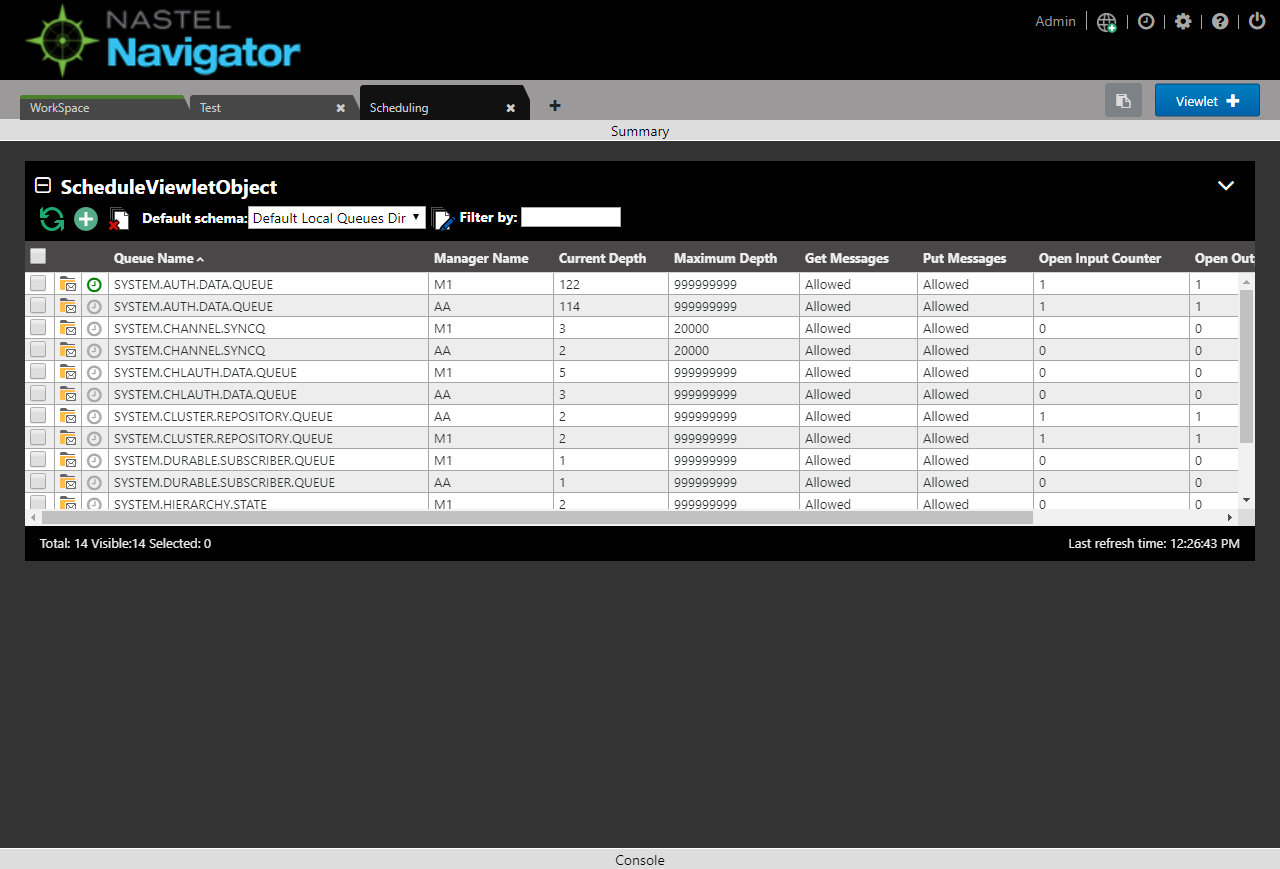 NASTEL
Navigator
Admin
WorkSpace Test Scheduling Viewlet
Summary
ScheduleViewletObject
Default schema: Default Local Queues Dir Filter by:
Queue Name Manager Name Current Depth Maximum Depth Get Messages Put Messages Open Input Counter Open Out
SYSTEM.AUTH.DATA.QUEUE M1 122 999999999 Allowed Allowed 1 1
SYSTEM.AUTH.DATA.QUEUE AA 114 999999999 Allowed Allowed 1 1
SYSTEM.CHANNEL.SYNCQ M1 3 20000 Allowed Allowed 0 0
SYSTEM.CHANNEL.SYNCQ AA 2 20000 Allowed Allowed 0 0
SYSTEM.CHLAUTH.DATA.QUEUE M1 5 999999999 Allowed Allowed 0 0
SYSTEM.CHLAUTH.DATA.QUEUE AA 3 999999999 Allowed Allowed 0 0
SYSTEM.CLUSTER.REPOSITORY.QUEUE AA 2 999999999 Allowed Allowed 1 1
SYSTEM.CLUSTER.REPOSITORY.QUEUE M1 2 999999999 Allowed Allowed 1 1
SYSTEM.DURABLE.SUBSCRIBER.QUEUE M1 1 999999999 Allowed Allowed 0 0
SYSTEM.DURABLE.SUBSCRIBER.QUEUE AA 1 999999999 Allowed Allowed 0 0
SYSTEM.HIERARCHY.STATE M1 2 999999999 Allowed Allowed 0 0
Total: 14 Visible:14 Selected: 0 Last refresh time: 12:26:43 PM
Console